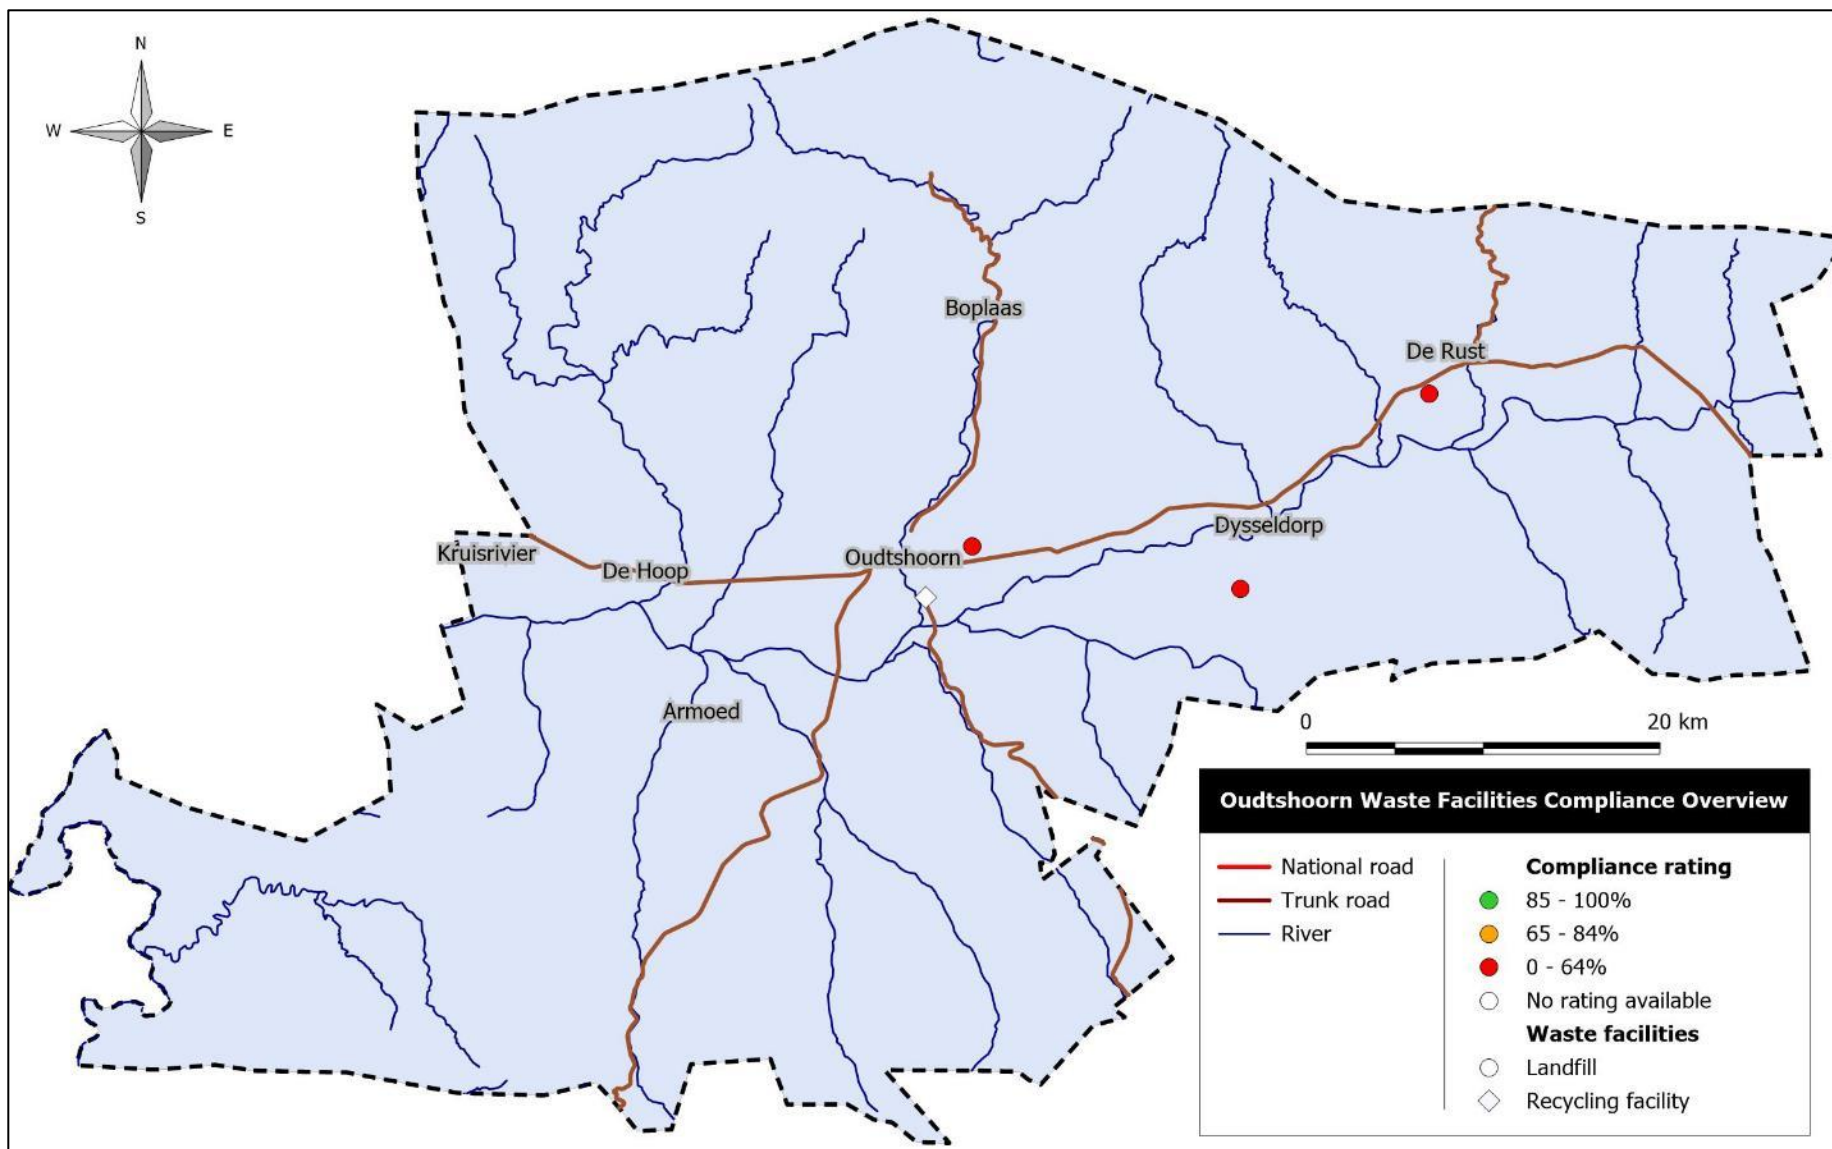 N
W
E
S
Boplaas
De Rust
Dysseldorp
Kruisrivier
De Hoop
Oudtshoorn
Armoed
0
20 km
Oudtshoorn Waste Facilities Compliance Overview
National road
Trunk road
River
Compliance rating
85 - 100%
65 - 84%
0 - 64%
No rating available
Waste facilities
Landfill
Recycling facility